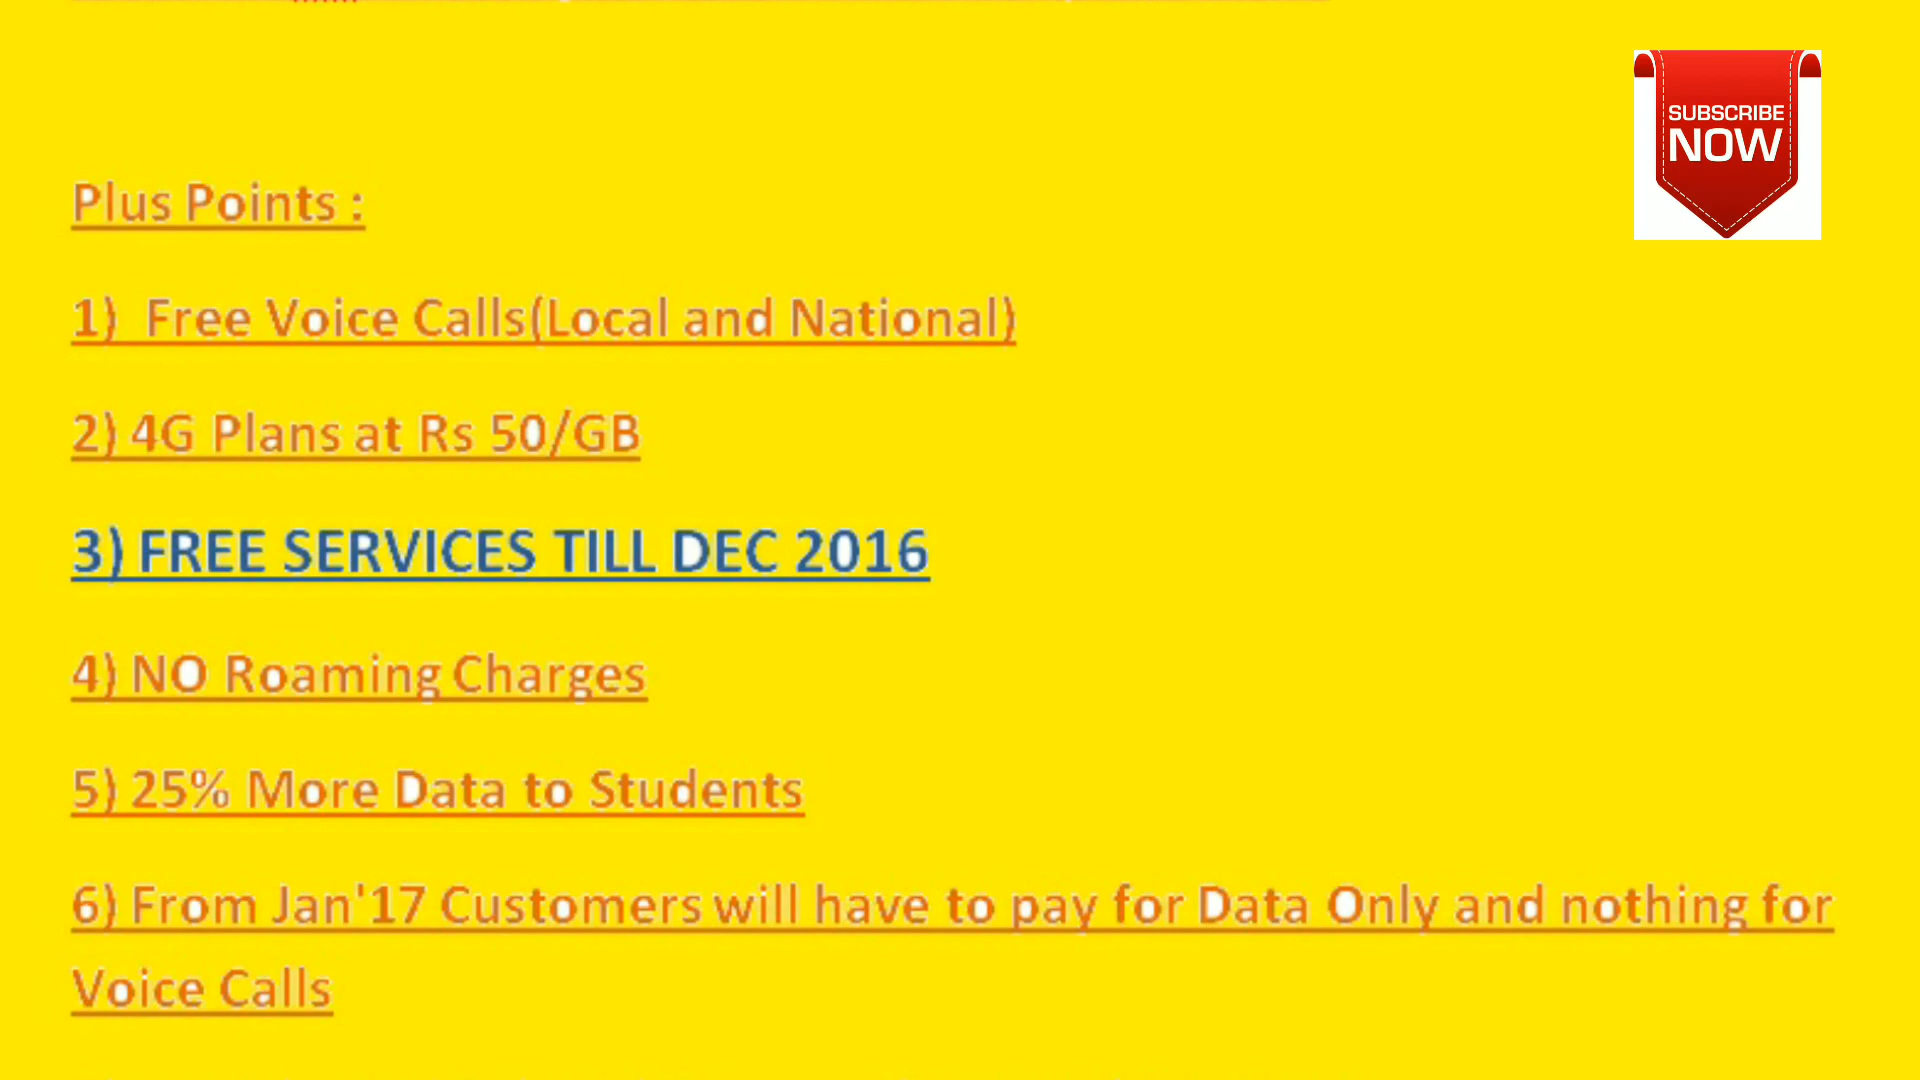 SUBSCRIBE
NOW
Plus Points :
1)  Free Voice Calls(Local and National)
2) 4G Plans at Rs 50/GB
3) FREE SERVICES TILL DEC 2016
4) NO Roaming Charges
5) 25% More Data to Students
6) From Jan'17 Customers will have to pay for Data Only and nothing for
Voice Calls